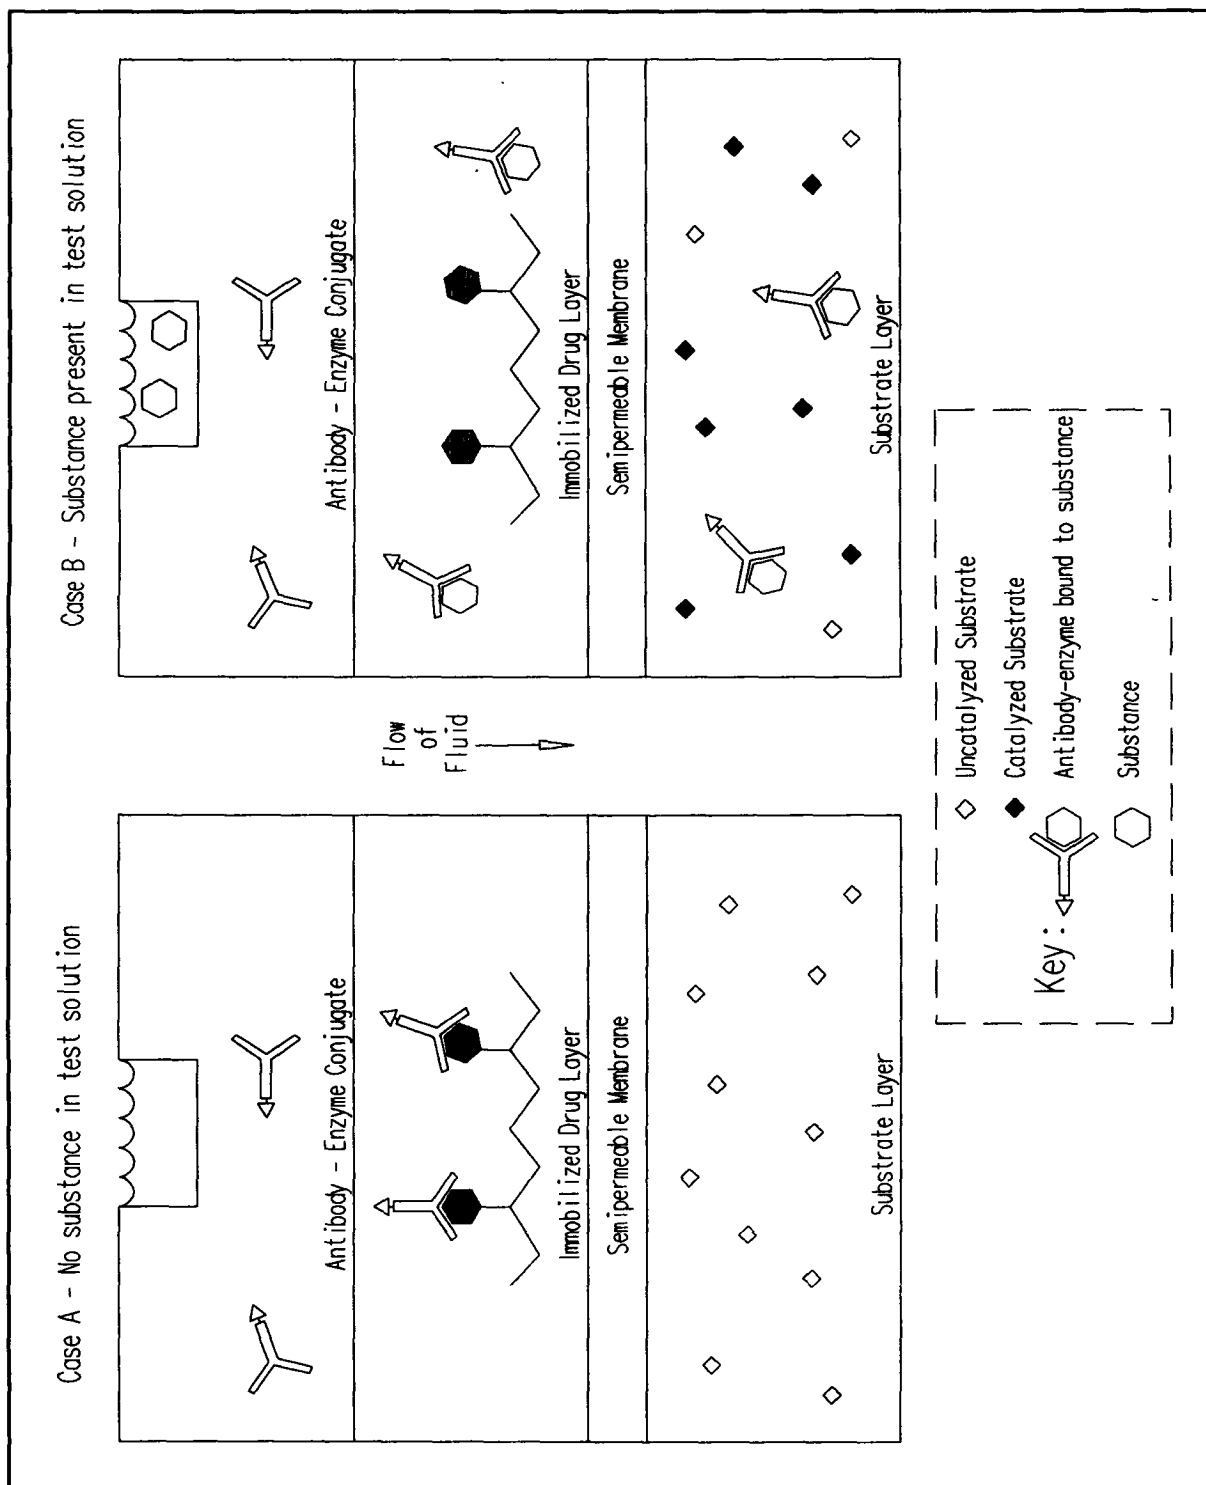 Case A - No substance in test solution
Antibody - Enzyme Conjugate
Immobilized Drug Layer
Semipermeable Membrane
Substrate Layer
Flow
of
Fluid
Case B - Substance present in test solution
Antibody - Enzyme Conjugate
Immobilized Drug Layer
Semipermeable Membrane
Substrate Layer
Key:
Uncatalyzed Substrate
Catalyzed Substrate
Antibody-enzyme bound to substance
Substance